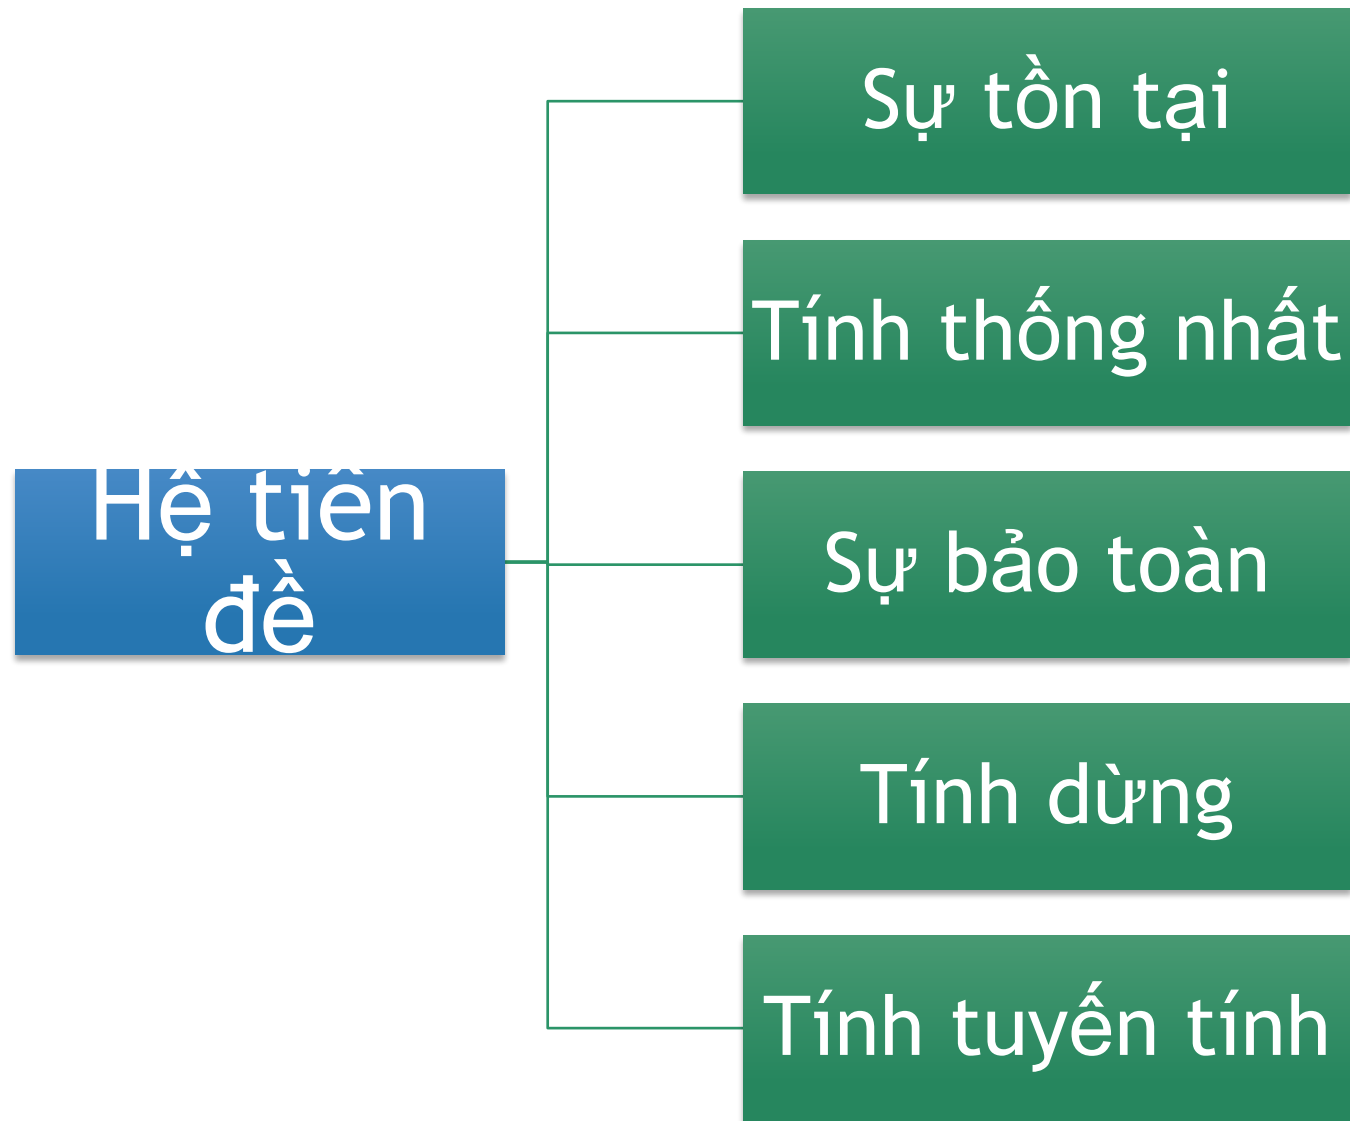 Sự tồn tại
Tính thống nhất
Hệ tiên
đề
Sự bảo toàn
Tính dừng
Tính tuyến tính